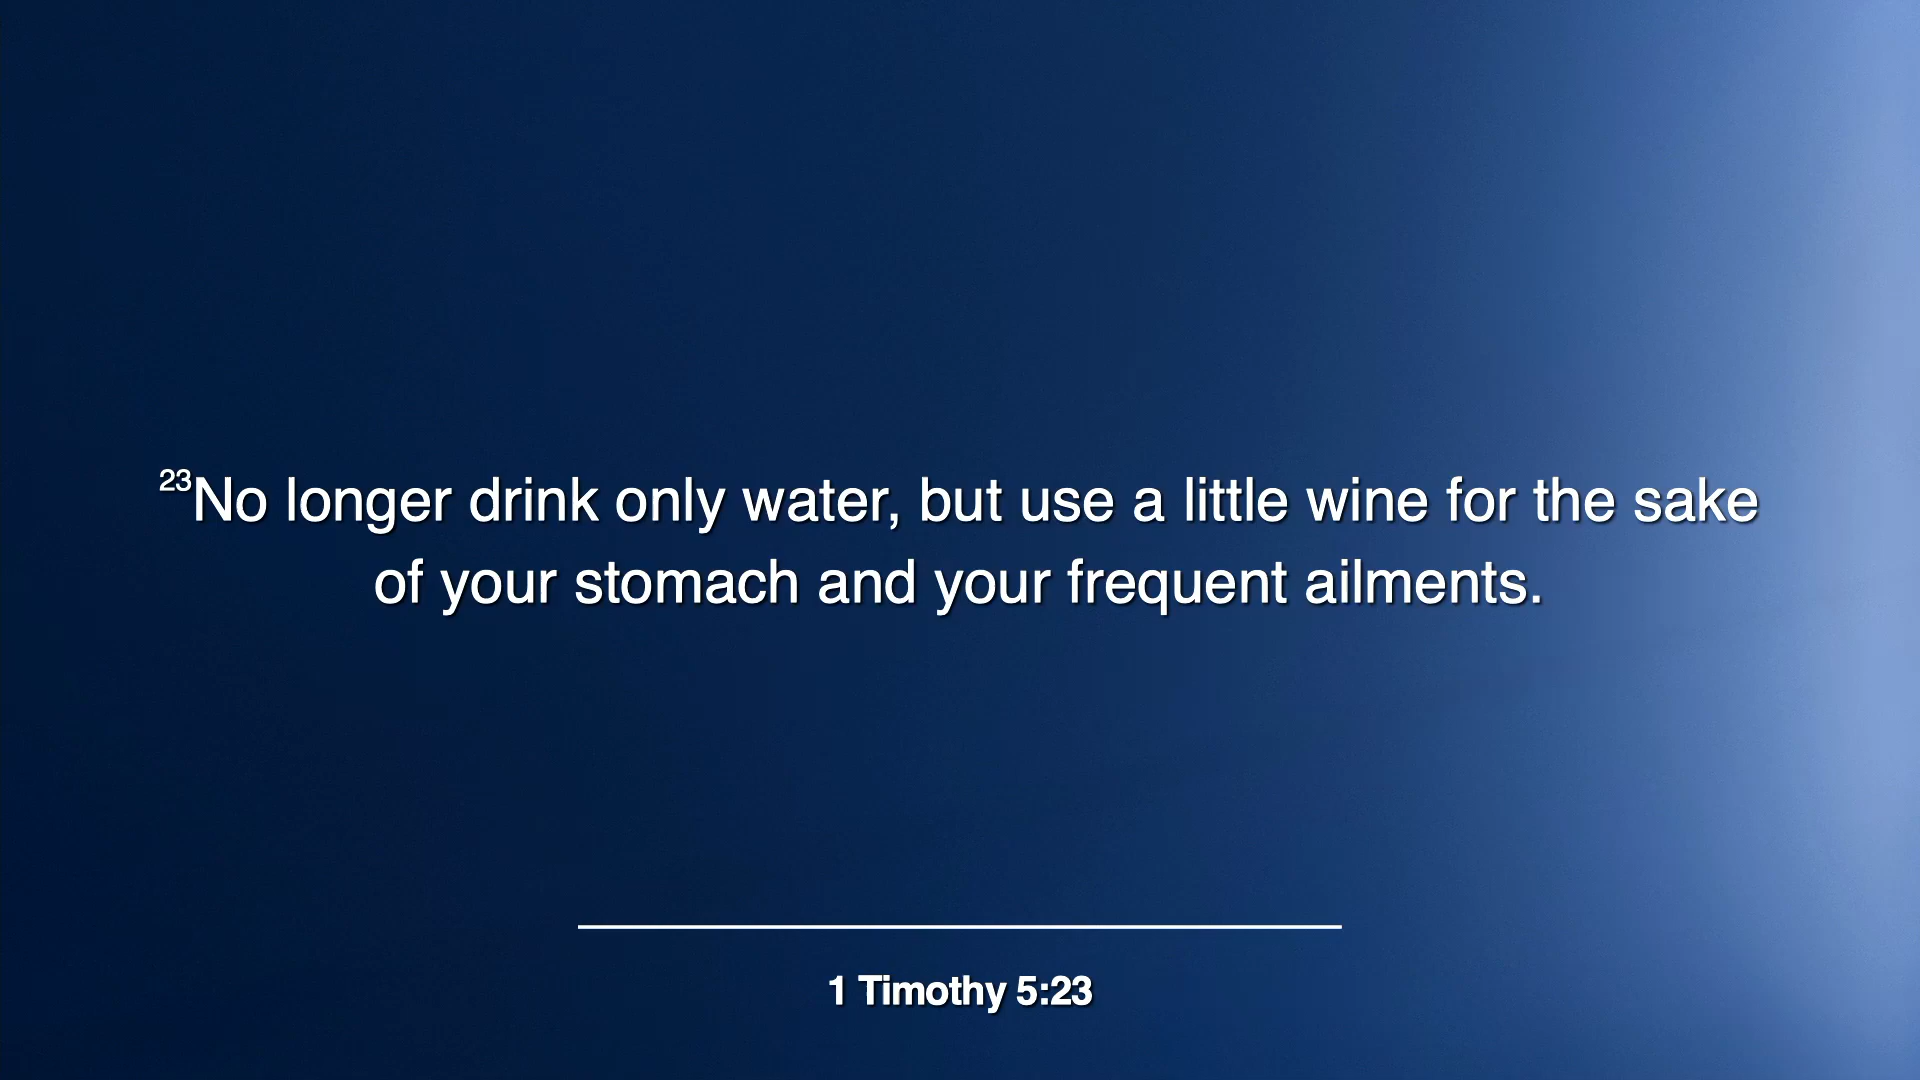 ²³No longer drink only water, but use a little wine for the sake
of your stomach and your frequent ailments.
1 Timothy 5:23